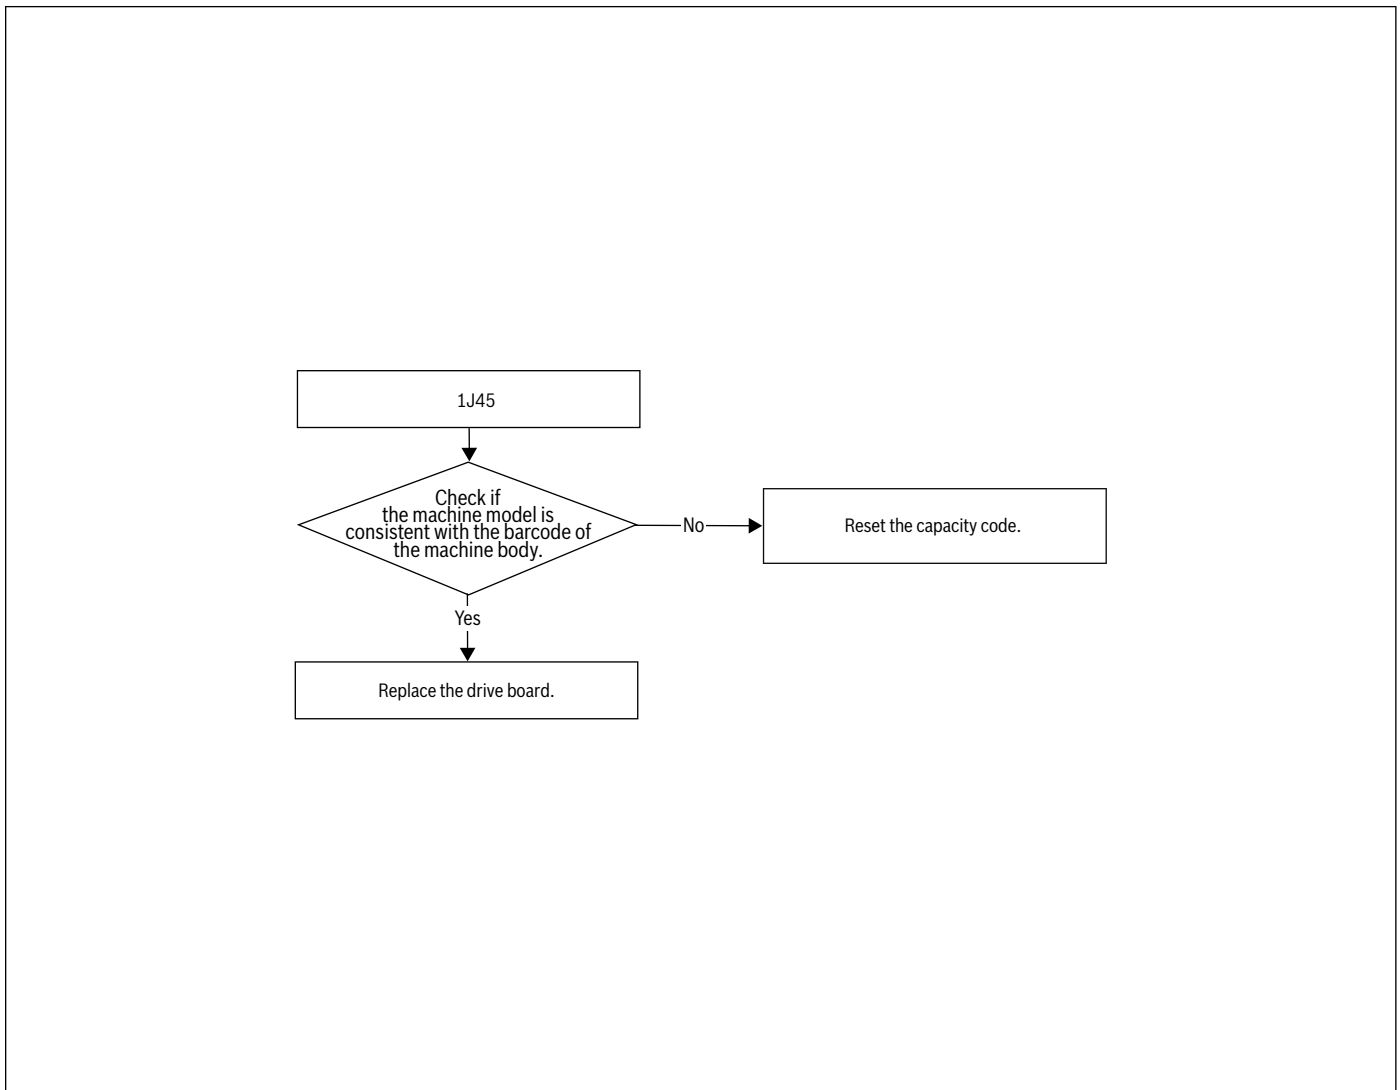 1J45
Check if
the machine model is
consistent with the barcode of
the machine body.
No
Reset the capacity code.
Yes
Replace the drive board.